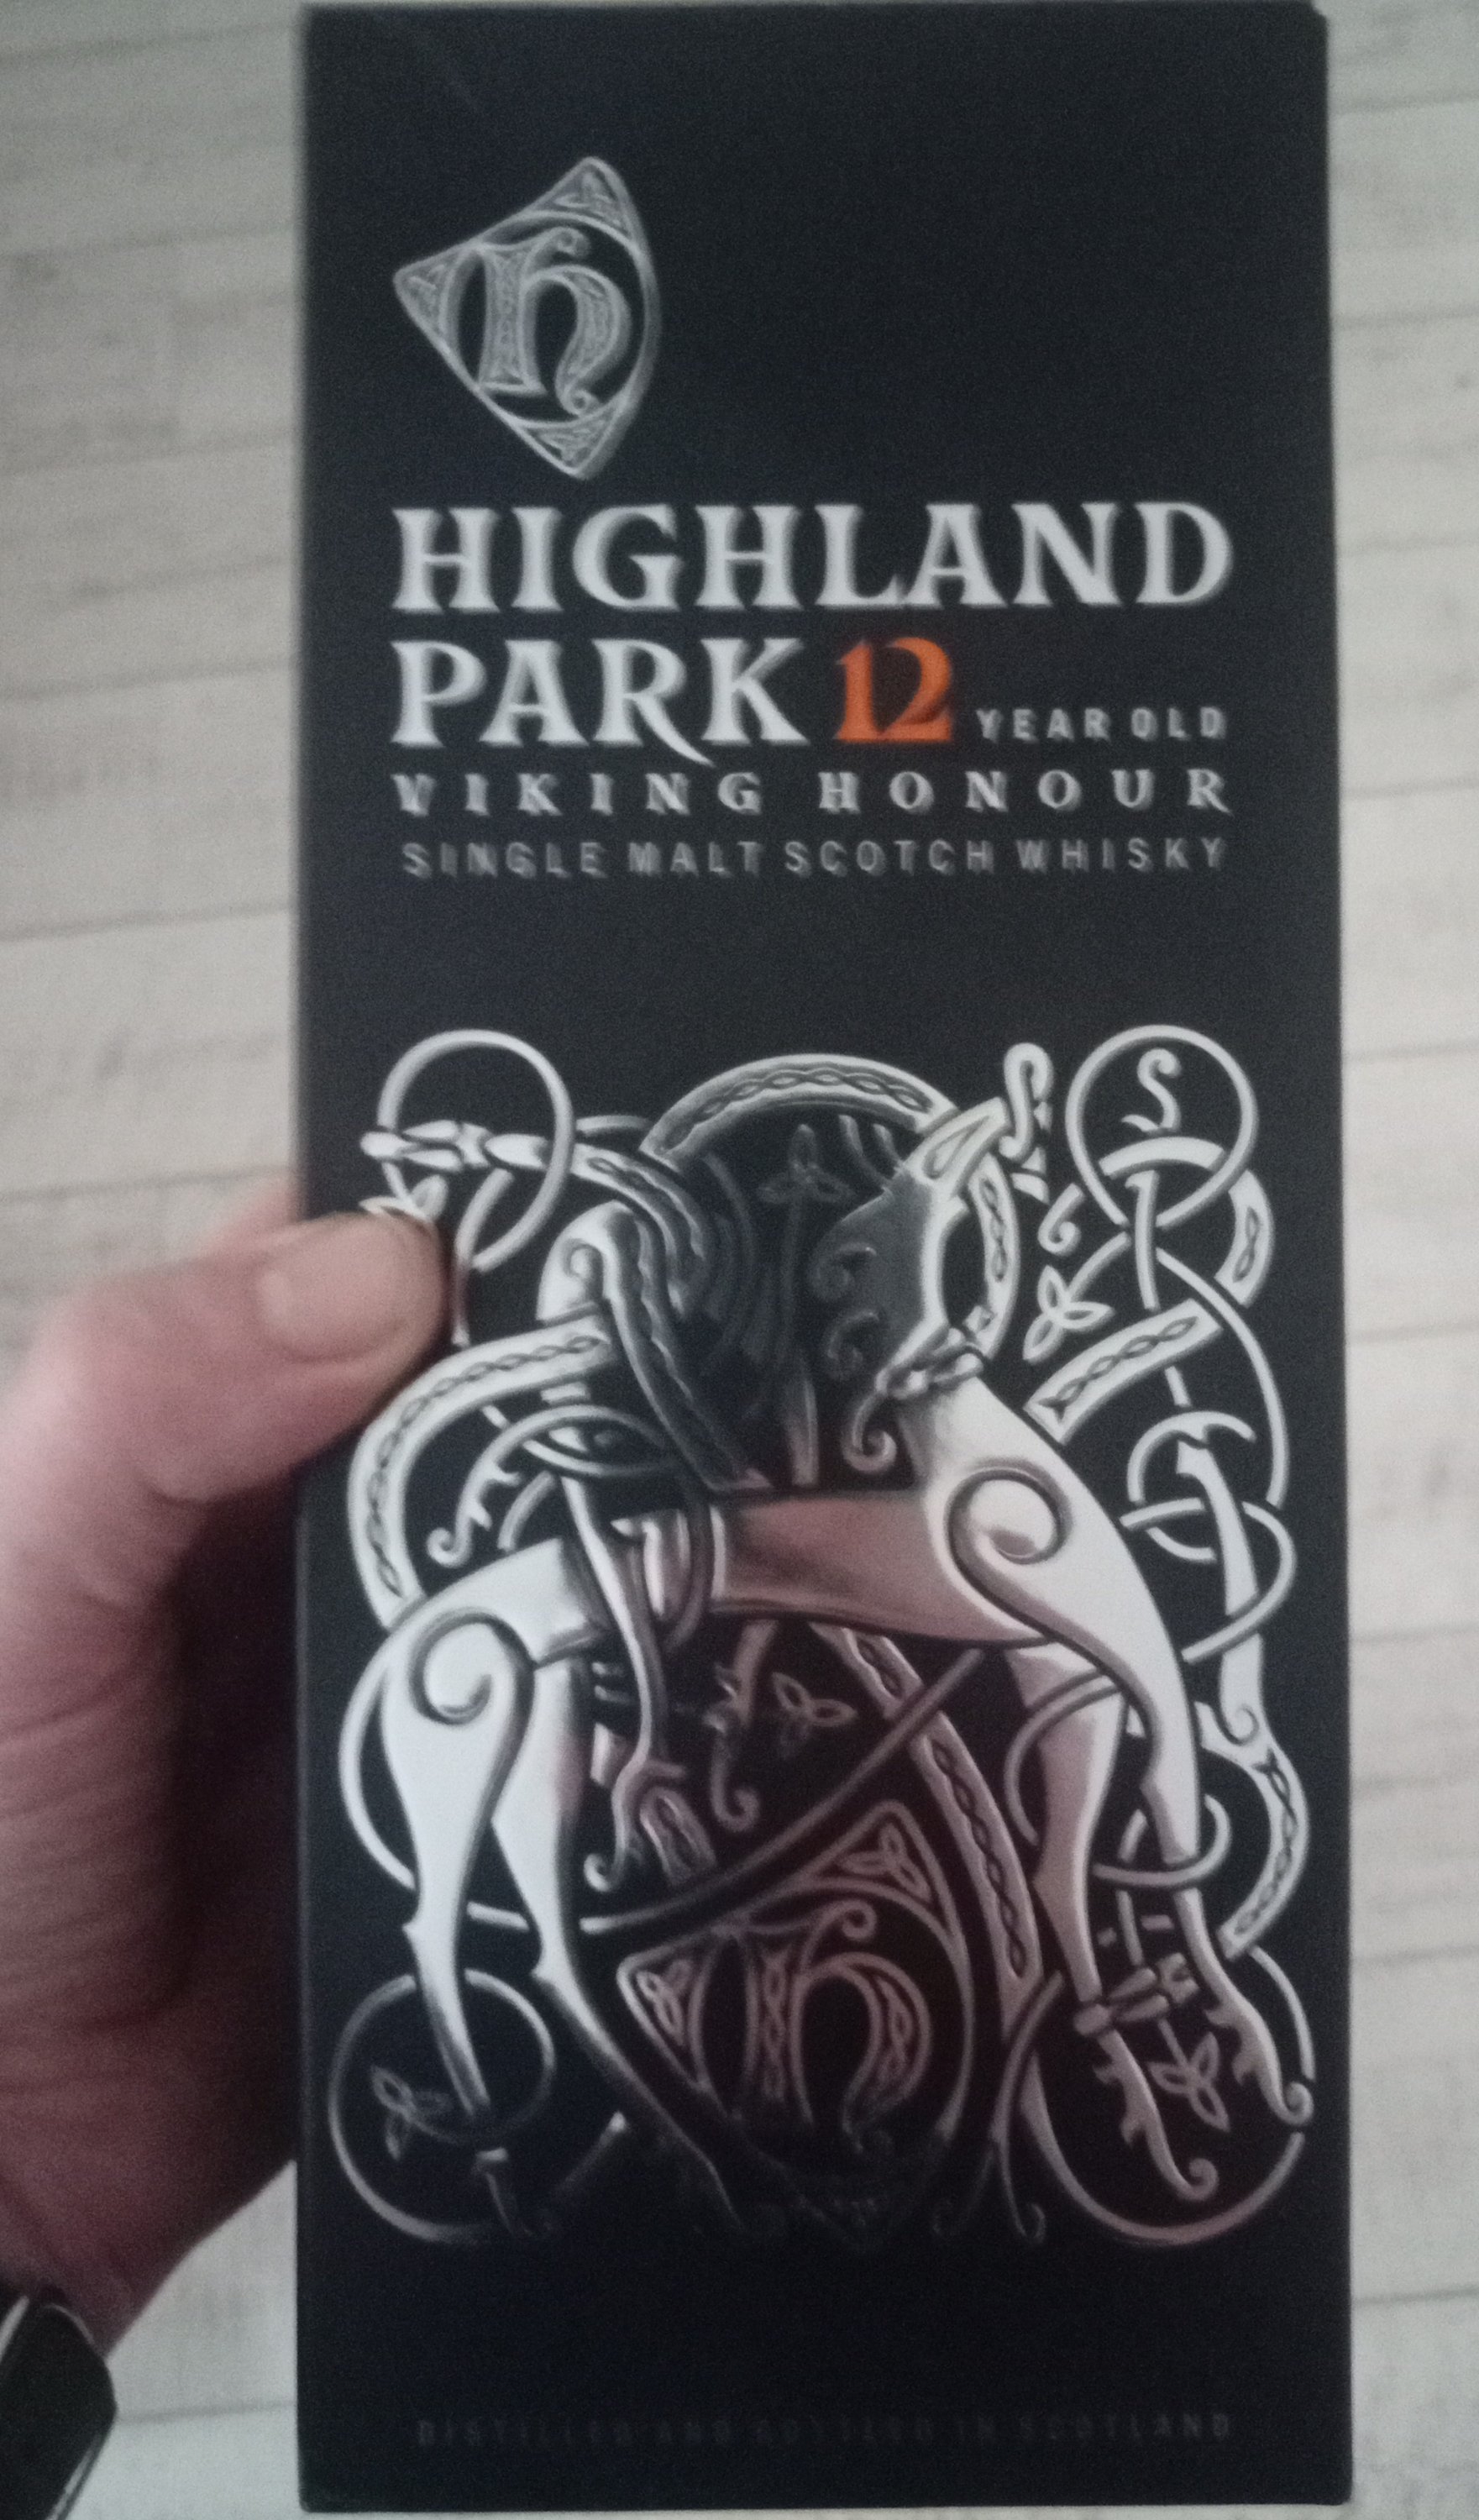 HIGHLAND
PARK 12 YEAR OLD
VIKING HONOUR
SINGLE MALT SCOTCH WHISKY
DISTILLED AND BOTTLED IN SCOTLAND